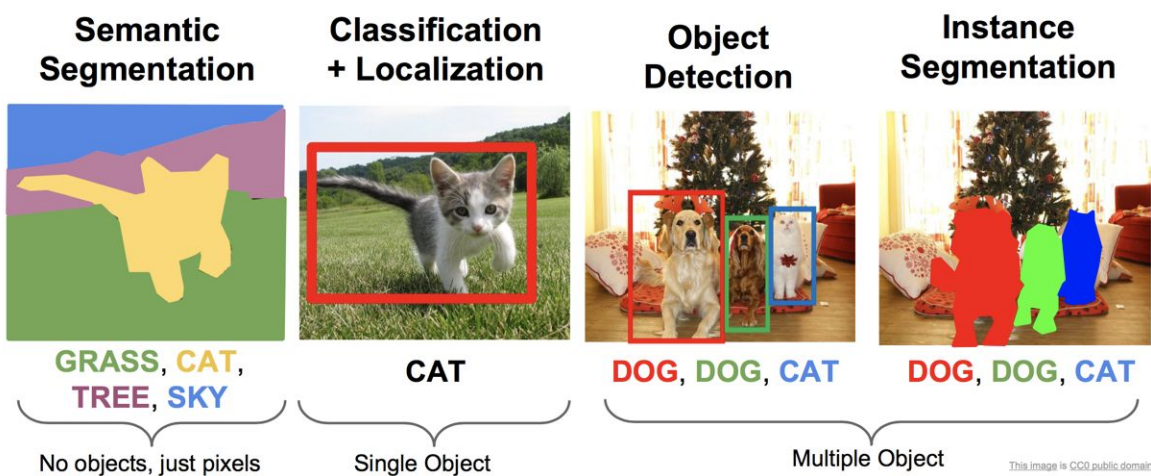 Semantic
Segmentation
Classification
+ Localization
Object
Detection
Instance
Segmentation
GRASS, CAT,
TREE, SKY
CAT
DOG, DOG, CAT
DOG, DOG, CAT
No objects, just pixels
Single Object
Multiple Object
This image is CC0 public domain